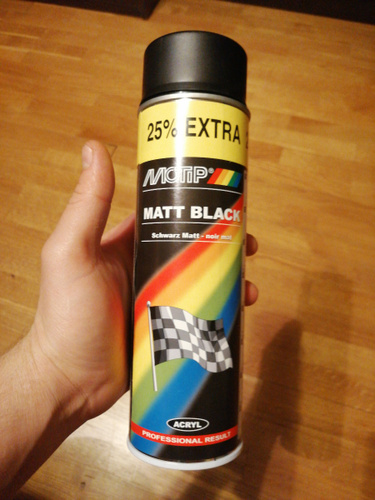 25% EXTRA
MOTIP®
MATT BLACK
Schwarz Matt - noir mat
ACRYL
PROFESSIONAL RESULT